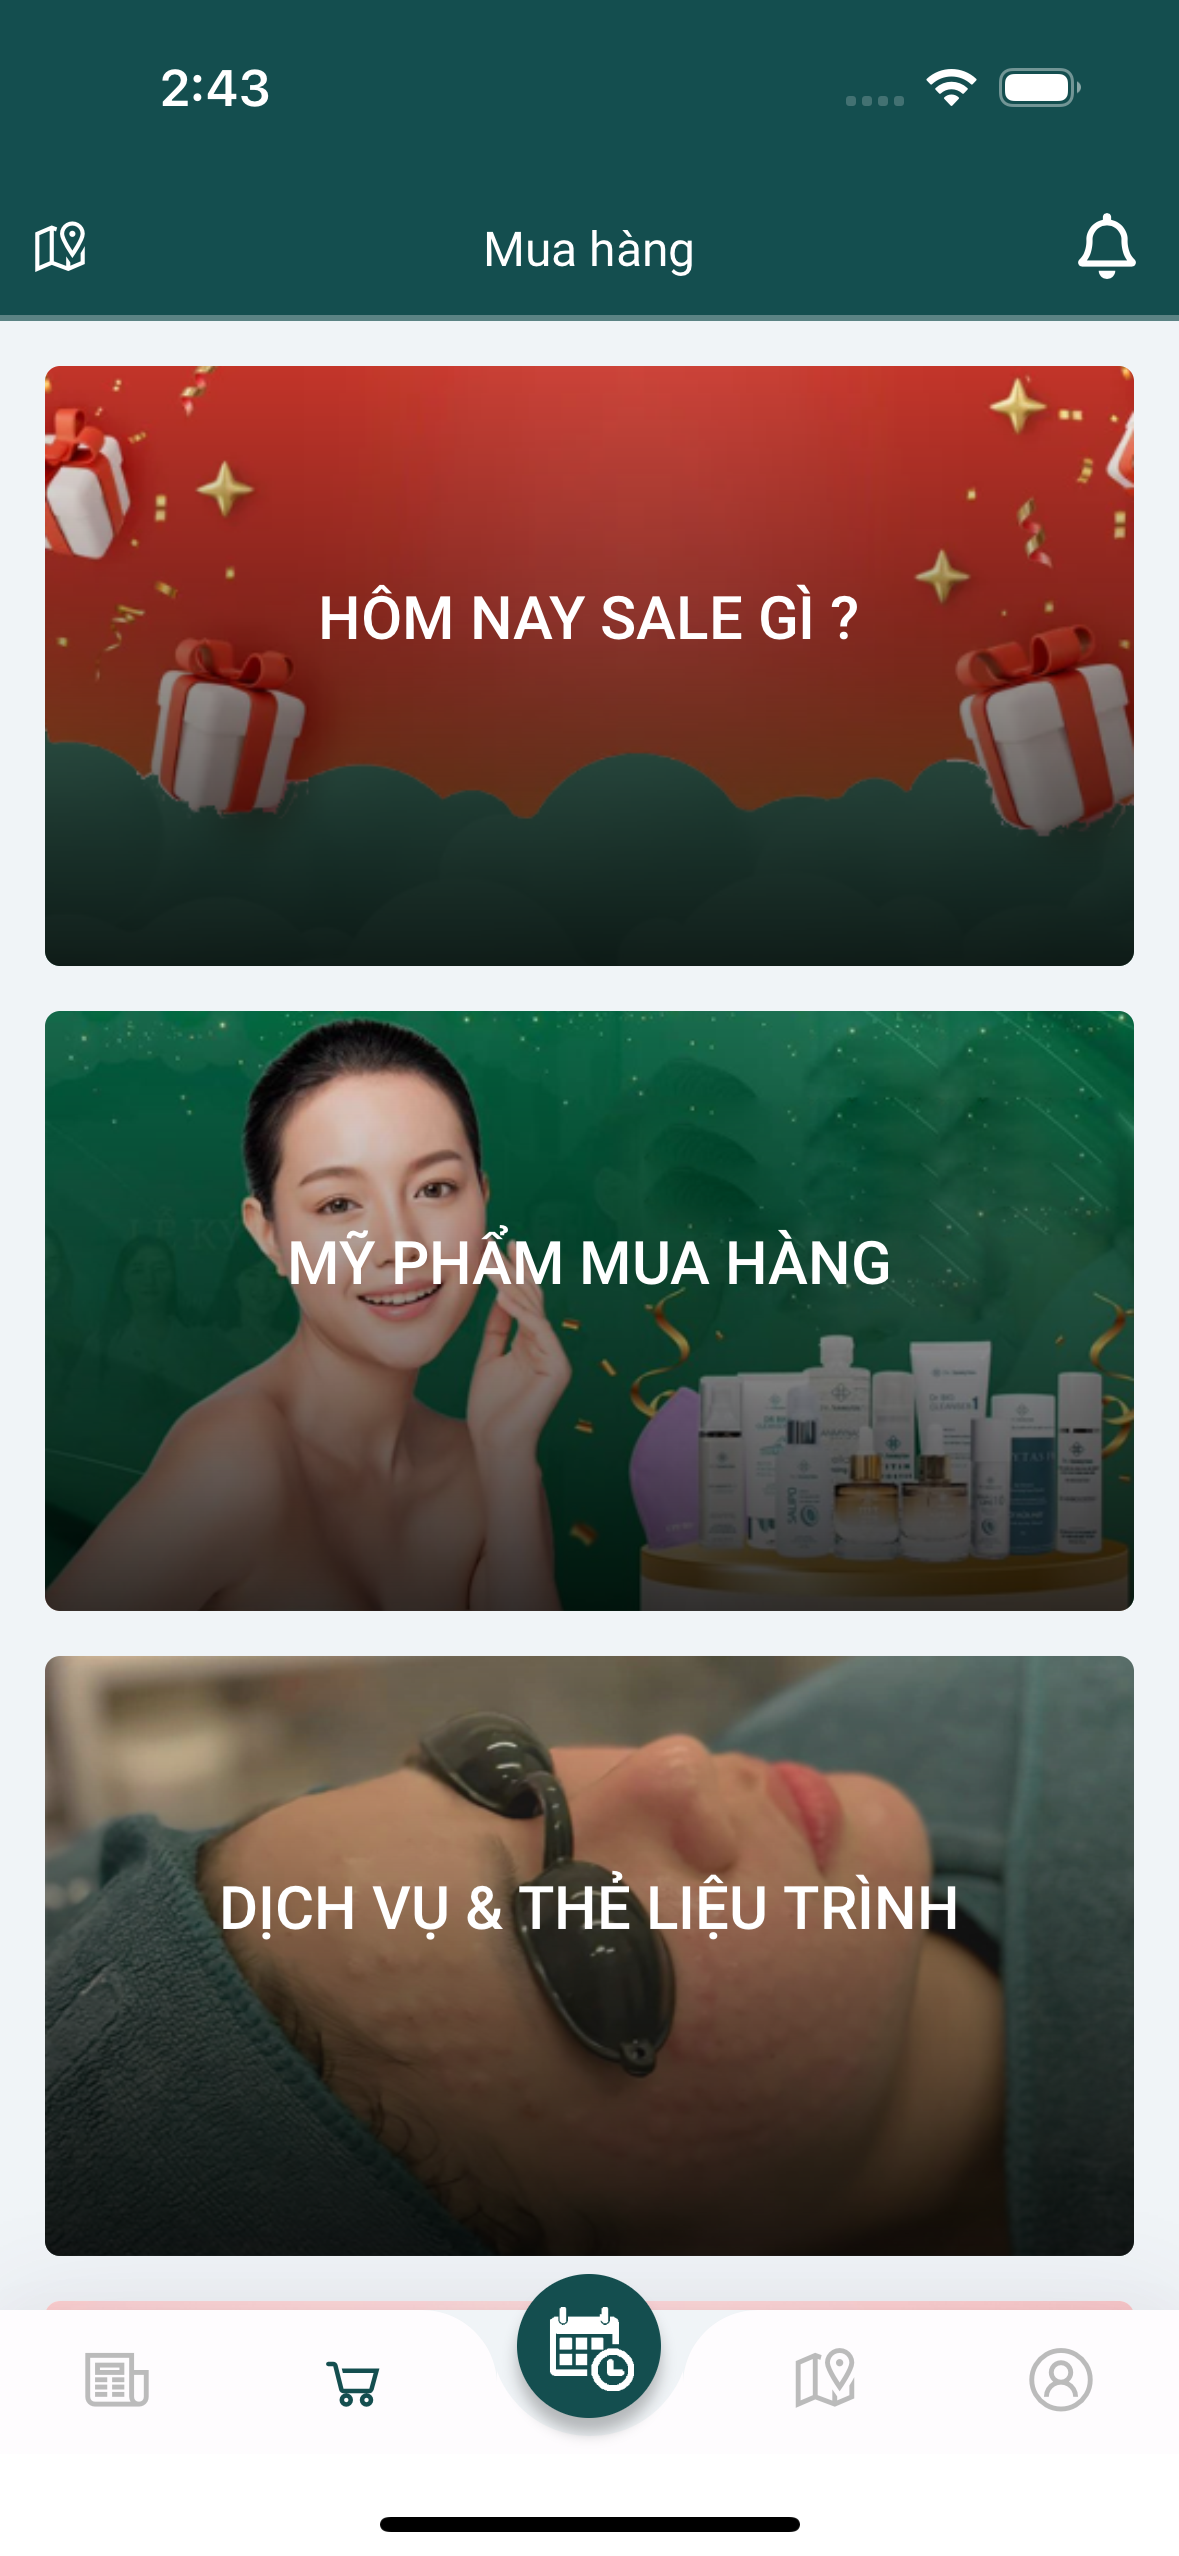 2:43
Mua hàng
HÔM NAY SALE GÌ ?
MỸ PHẨM MUA HÀNG
DỊCH VỤ & THẺ LIỆU TRÌNH